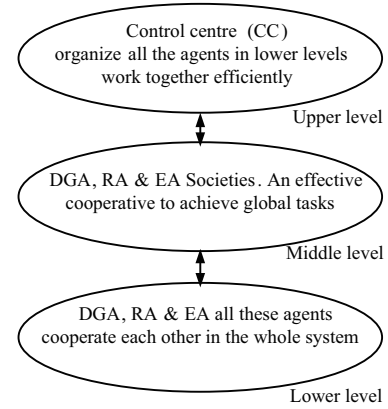 Control centre (CC)
organize all the agents in lower levels
work together efficiently
Upper level
DGA, RA & EA Societies. An effective
cooperative to achieve global tasks
Middle level
DGA, RA & EA all these agents
cooperate each other in the whole system
Lower level